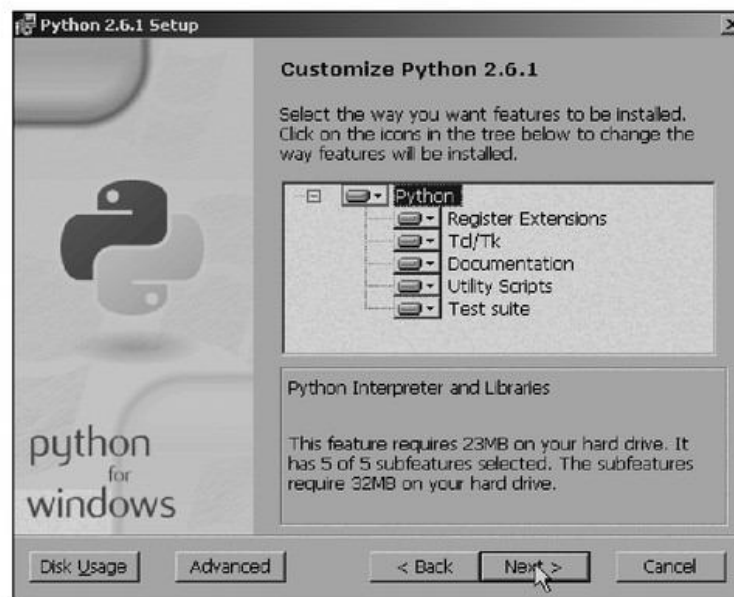 Python 2.6.1 Setup
Customize Python 2.6.1
Select the way you want features to be installed.
Click on the icons in the tree below to change the
way features will be installed.
Python
Register Extensions
Tcl/Tk
Documentation
Utility Scripts
Test suite
Python Interpreter and Libraries
This feature requires 23MB on your hard drive. It
has 5 of 5 subfeatures selected. The subfeatures
require 32MB on your hard drive.
python
for
windows
Disk Usage
Advanced
< Back
Next >
Cancel